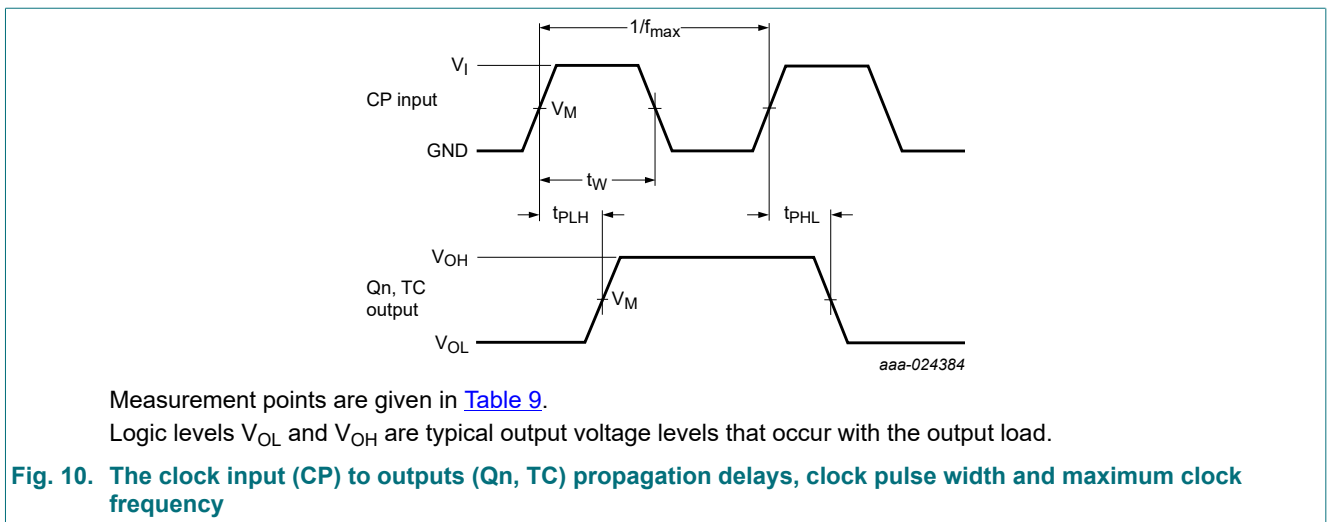 1/fmax
VI
CP input
VM
GND
tW
tPLH
tPHL
VOH
Qn, TC
output
VM
VOL
aaa-024384
Measurement points are given in Table 9.
Logic levels VOL and VOH are typical output voltage levels that occur with the output load.
Fig. 10. The clock input (CP) to outputs (Qn, TC) propagation delays, clock pulse width and maximum clock
frequency